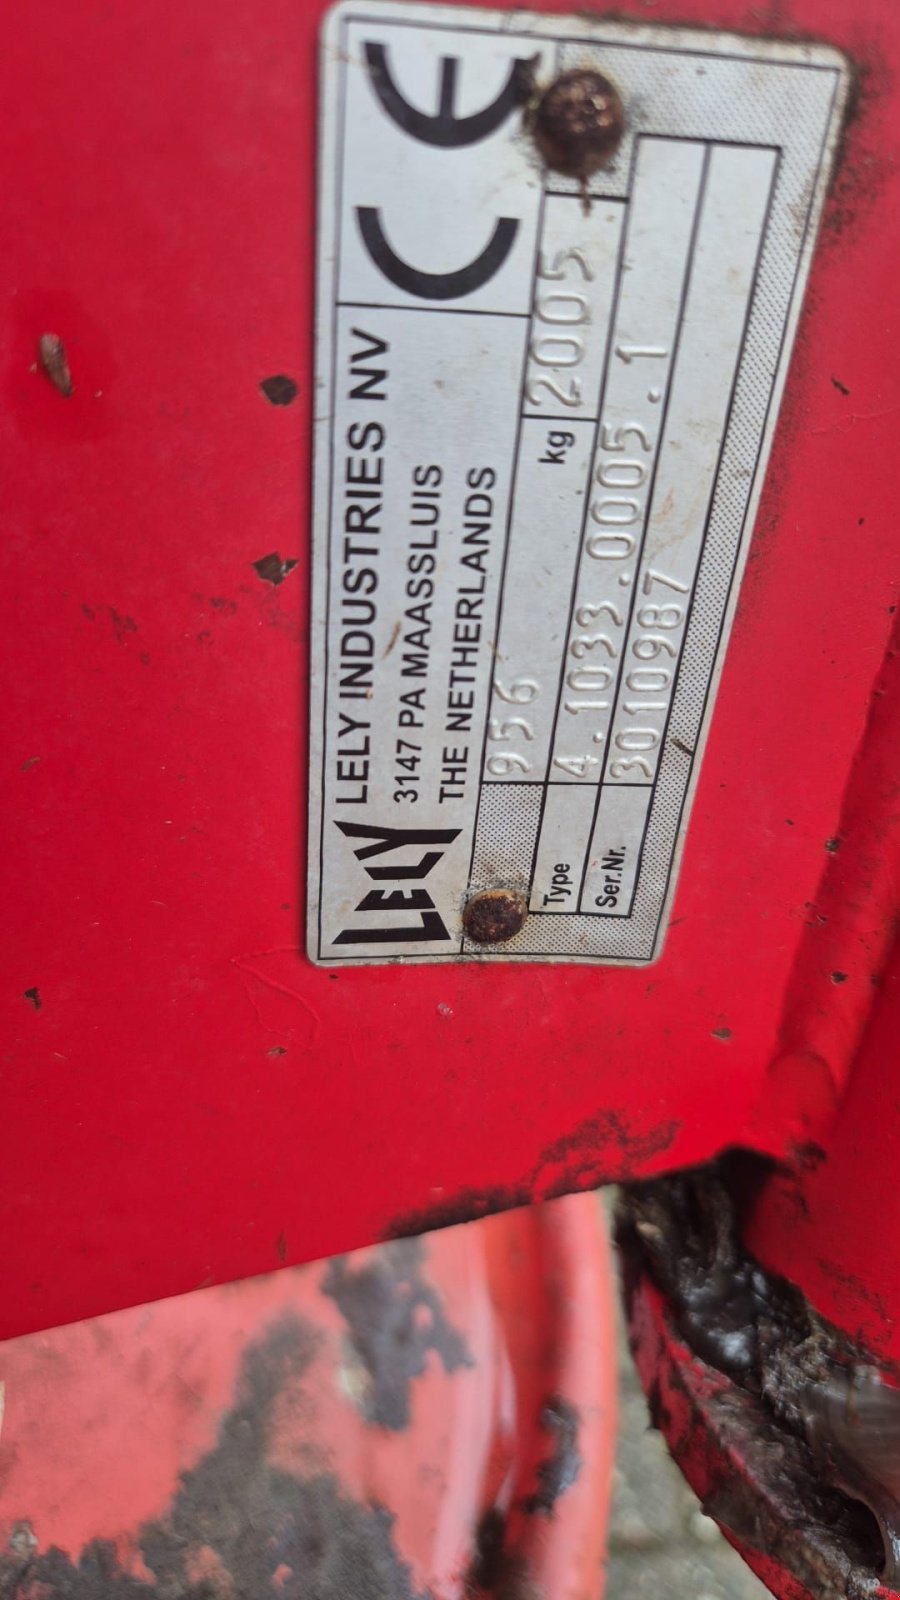 LELY LELY INDUSTRIES NV CE
3147 PA MAASSLUIS
THE NETHERLANDS
956 kg 2005
Type 4.1033.0005.1
Ser.Nr. 3010987